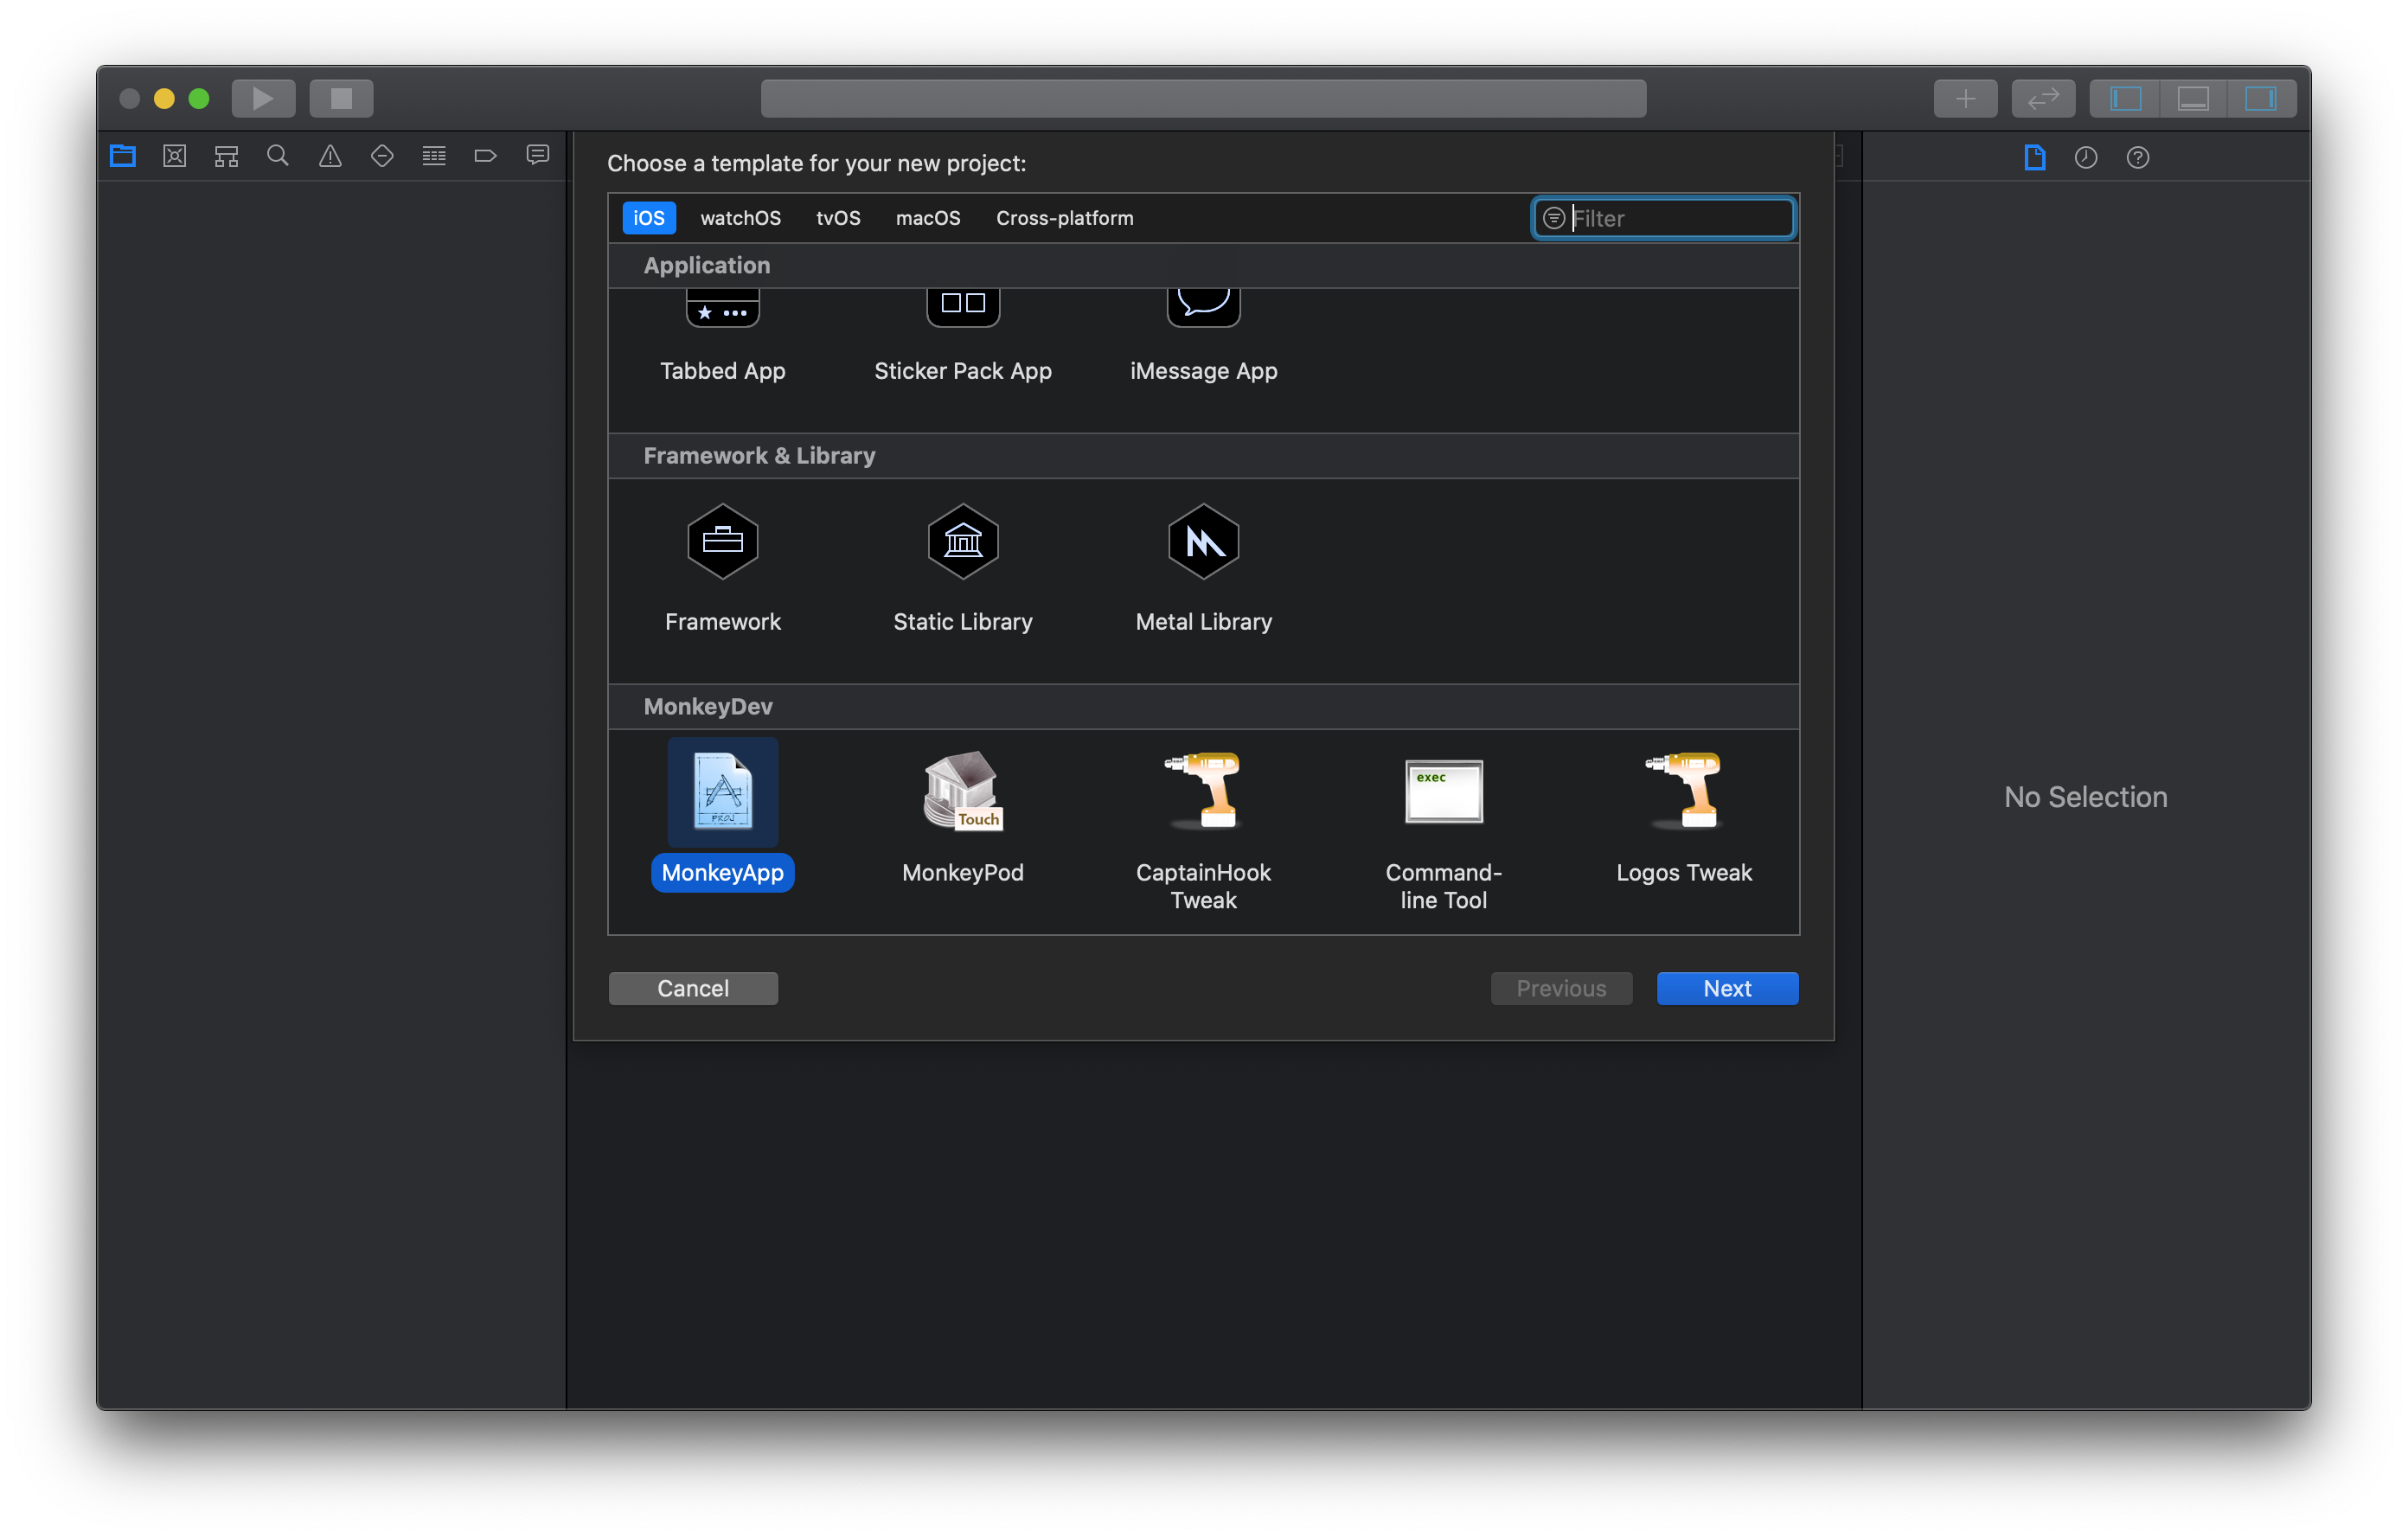 Choose a template for your new project:
iOS watchOS tvOS macOS Cross-platform Filter
Application
Tabbed App Sticker Pack App iMessage App
Framework & Library
Framework Static Library Metal Library
MonkeyDev
PROJ Touch exec
MonkeyApp MonkeyPod CaptainHook Tweak Command-line Tool Logos Tweak
No Selection
Cancel Previous Next